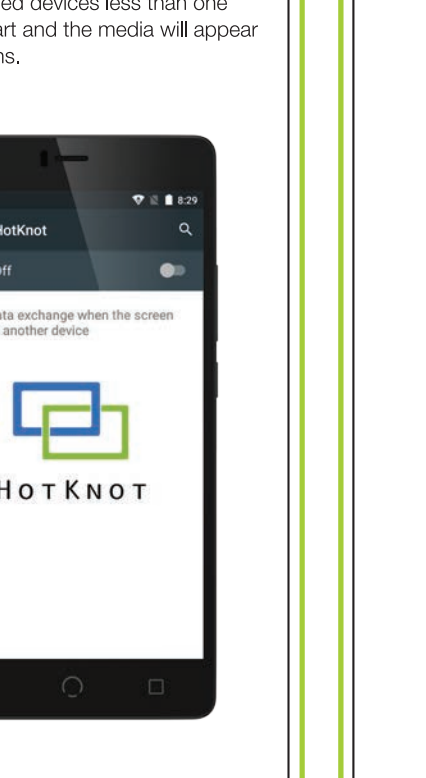 ed devices less than one
art and the media will appear
ns.
8:29
HotKnot
ff
ta exchange when the screen
another device
HOTKNOT